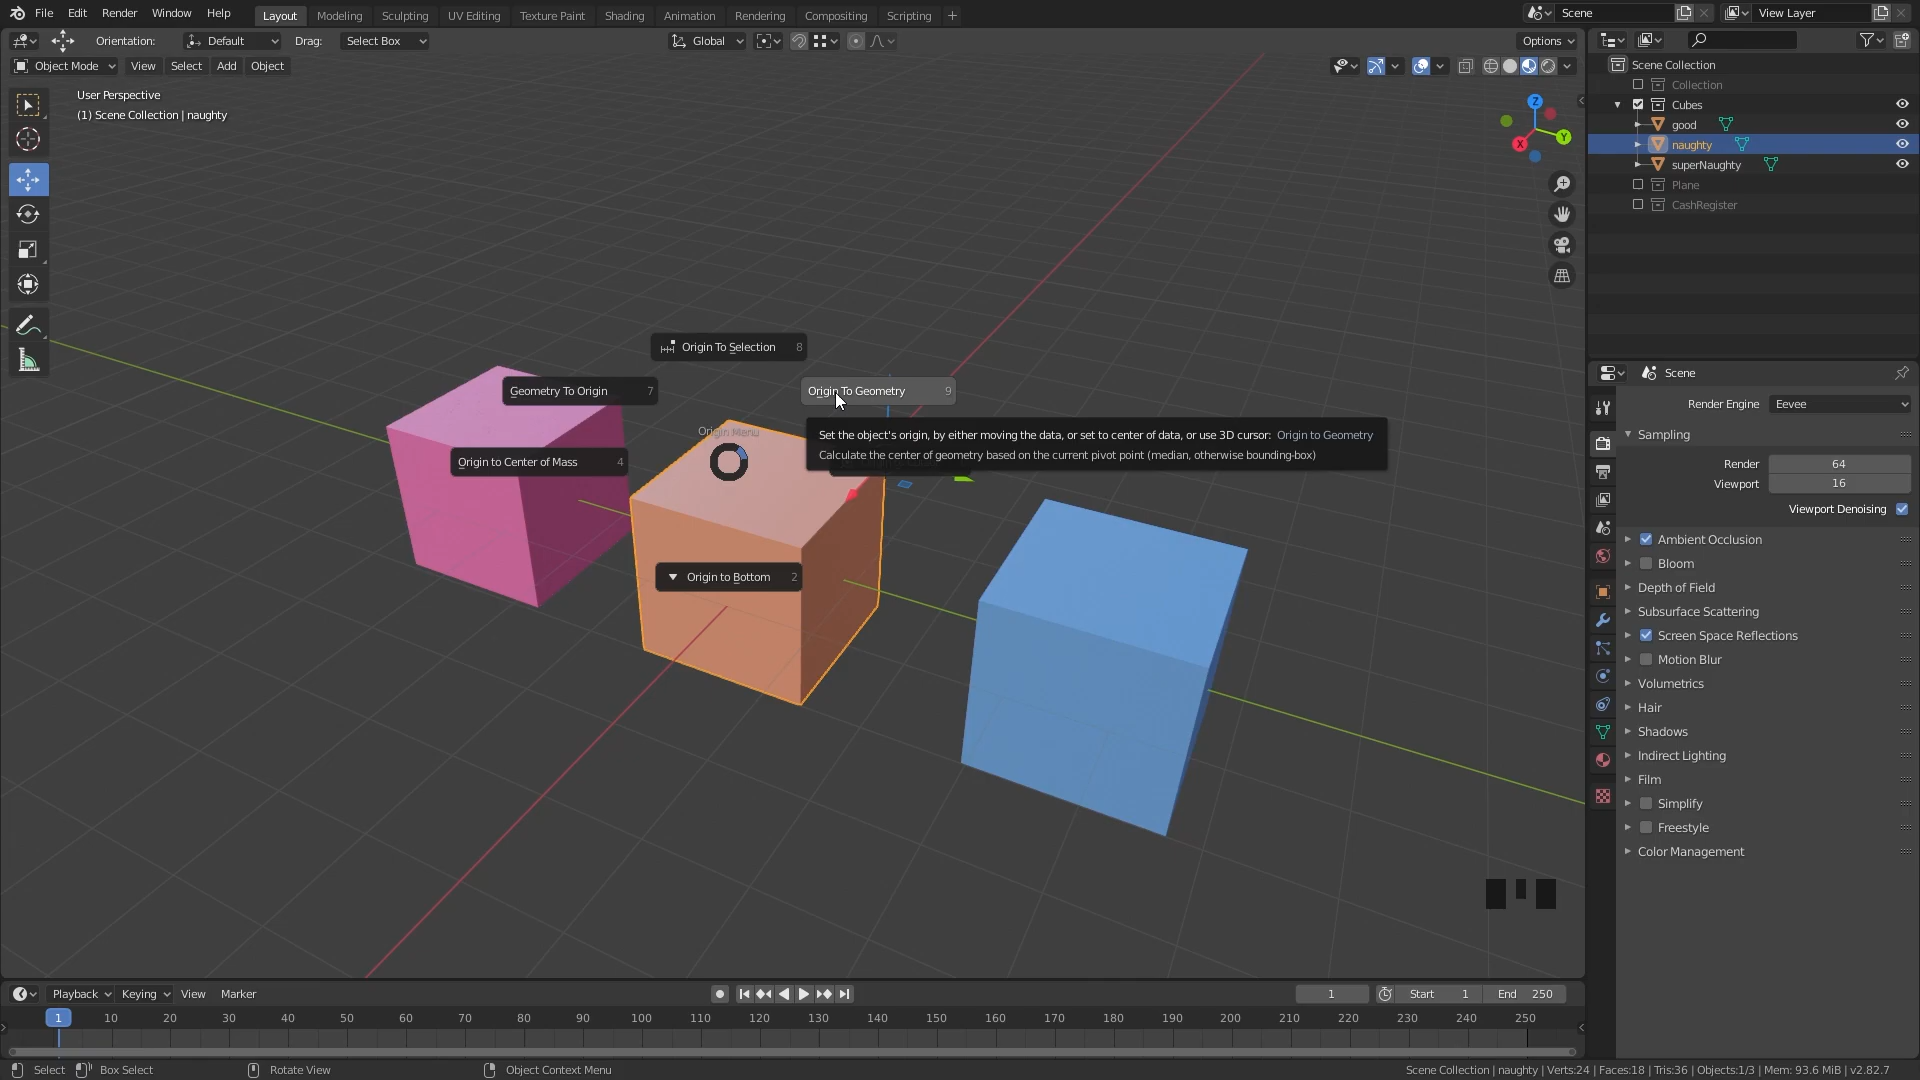 File Edit Render Window Help Layout Modeling Sculpting UV Editing Texture Paint Shading Animation Rendering Compositing Scripting + Scene View Layer
Orientation: Default Drag: Select Box Global Options
Object Mode View Select Add Object
User Perspective
(1) Scene Collection | naughty
Z
Y
X
Origin To Selection 8
Geometry To Origin 7
Origin To Geometry 9
Origin Menu
Set the object's origin, by either moving the data, or set to center of data, or use 3D cursor: Origin to Geometry
Calculate the center of geometry based on the current pivot point (median, otherwise bounding-box)
Origin to Center of Mass 4
Origin to Bottom 2
Scene Collection
Collection
Cubes
good
naughty
superNaughty
Plane
CashRegister
Scene
Render Engine Eevee
Sampling
Render 64
Viewport 16
Viewport Denoising
Ambient Occlusion
Bloom
Depth of Field
Subsurface Scattering
Screen Space Reflections
Motion Blur
Volumetrics
Hair
Shadows
Indirect Lighting
Film
Simplify
Freestyle
Color Management
Playback Keying View Marker 1 Start 1 End 250
1 10 20 30 40 50 60 70 80 90 100 110 120 130 140 150 160 170 180 190 200 210 220 230 240 250
Select Box Select Rotate View Object Context Menu Scene Collection | naughty | Verts:24 | Faces:18 | Tris:36 | Objects:1/3 | Mem: 93.6 MiB | v2.82.7